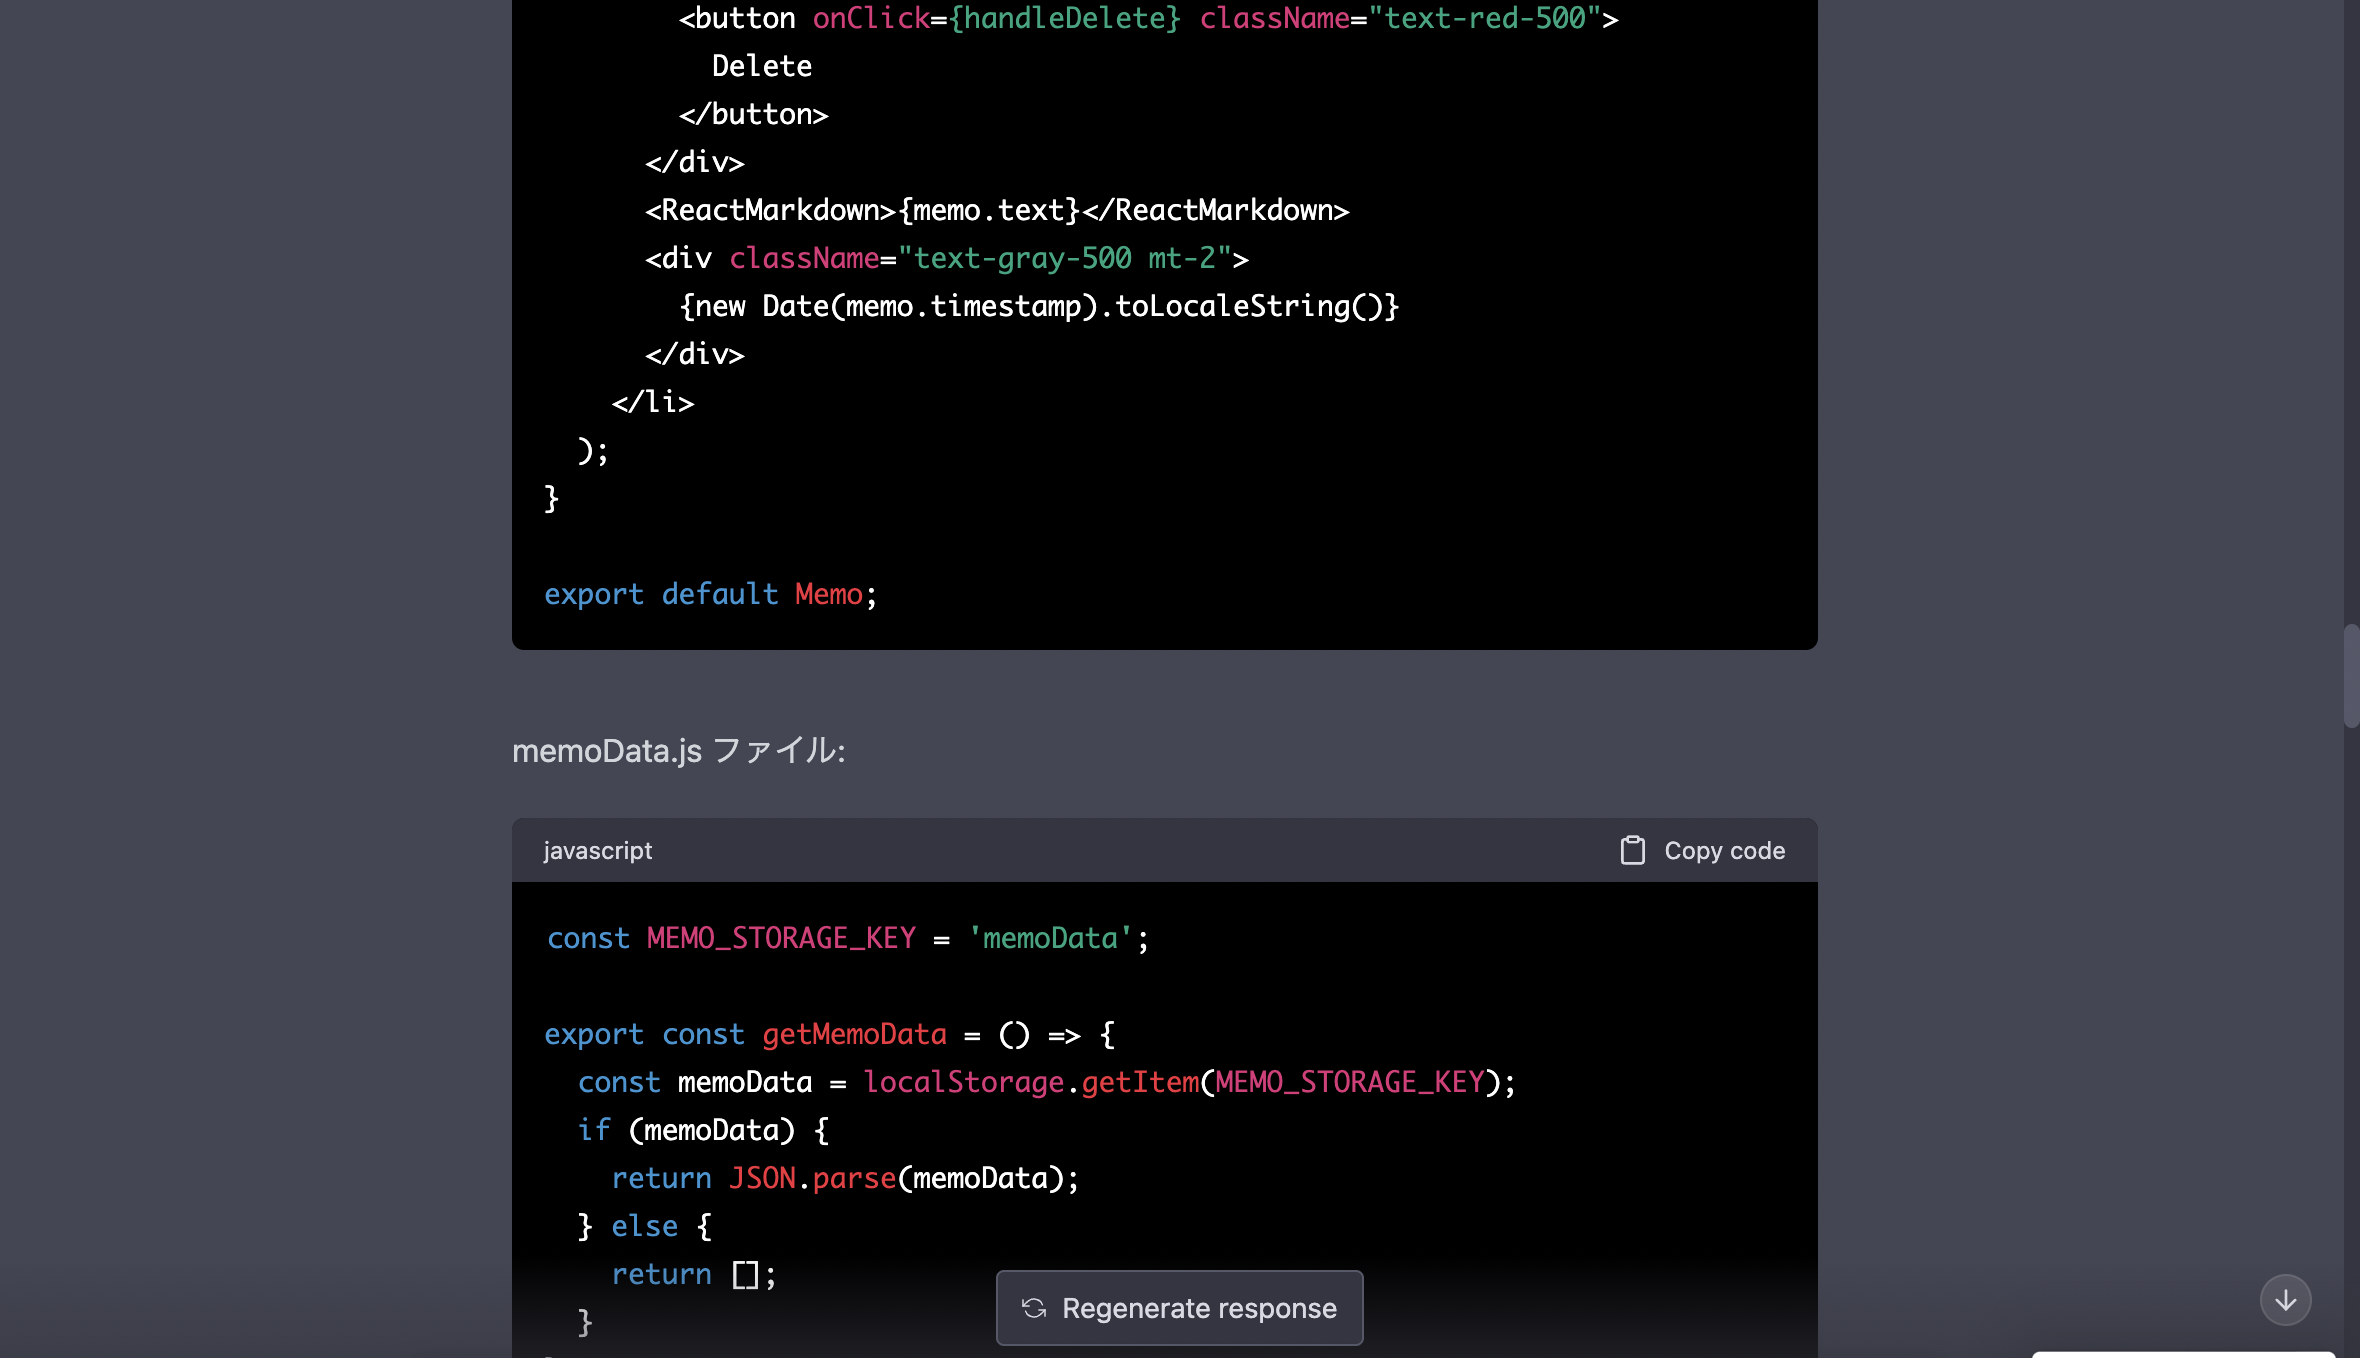 <button onClick={handleDelete} className="text-red-500">
Delete
</button>
</div>
<ReactMarkdown>{memo.text}</ReactMarkdown>
<div className="text-gray-500 mt-2">
{new Date(memo.timestamp).toLocaleString()}
</div>
</li>
);
}
export default Memo;
memoData.js ファイル:
javascript
Copy code
const MEMO_STORAGE_KEY = 'memoData';
export const getMemoData = () => {
const memoData = localStorage.getItem(MEMO_STORAGE_KEY);
if (memoData) {
return JSON.parse(memoData);
} else {
return [];
}
Regenerate response